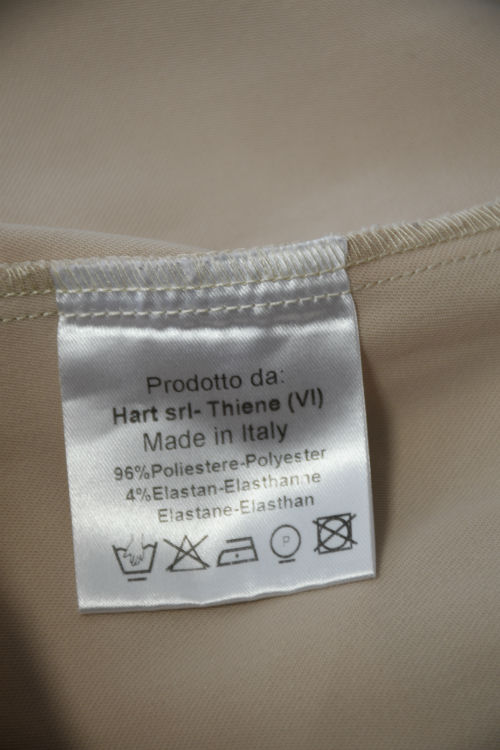 Prodotto da:
Hart srl- Thiene (VI)
Made in Italy
96%Poliestere-Polyester
4%Elastan-Elasthanne
Elastane-Elasthan
P